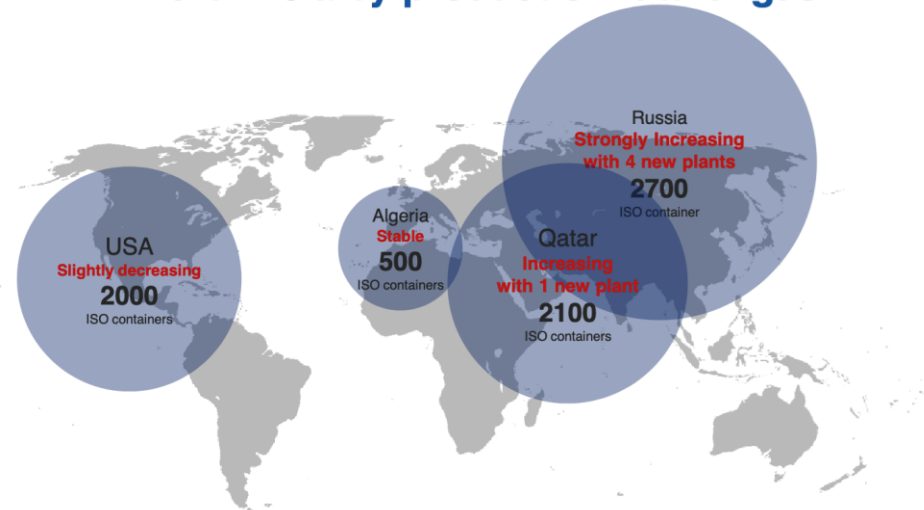 USA
Slightly decreasing
2000
ISO containers
Algeria
Stable
500
ISO containers
Qatar
Increasing
with 1 new plant
2100
ISO containers
Russia
Strongly Increasing
with 4 new plants
2700
ISO container